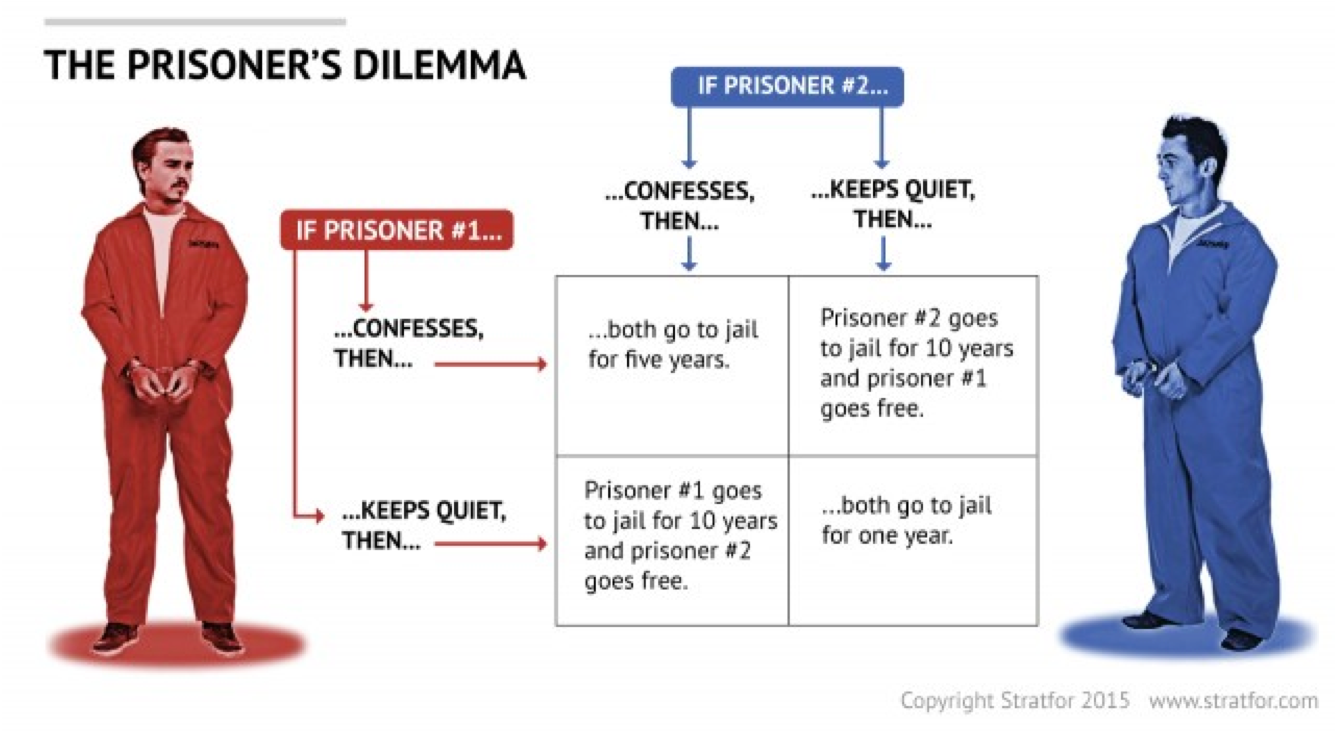 THE PRISONER’S DILEMMA
IF PRISONER #2...
...CONFESSES,
THEN...
...KEEPS QUIET,
THEN...
IF PRISONER #1...
...CONFESSES,
THEN...
...both go to jail
for five years.
Prisoner #2 goes
to jail for 10 years
and prisoner #1
goes free.
...KEEPS QUIET,
THEN...
Prisoner #1 goes
to jail for 10 years
and prisoner #2
goes free.
...both go to jail
for one year.
Copyright Stratfor 2015 www.stratfor.com